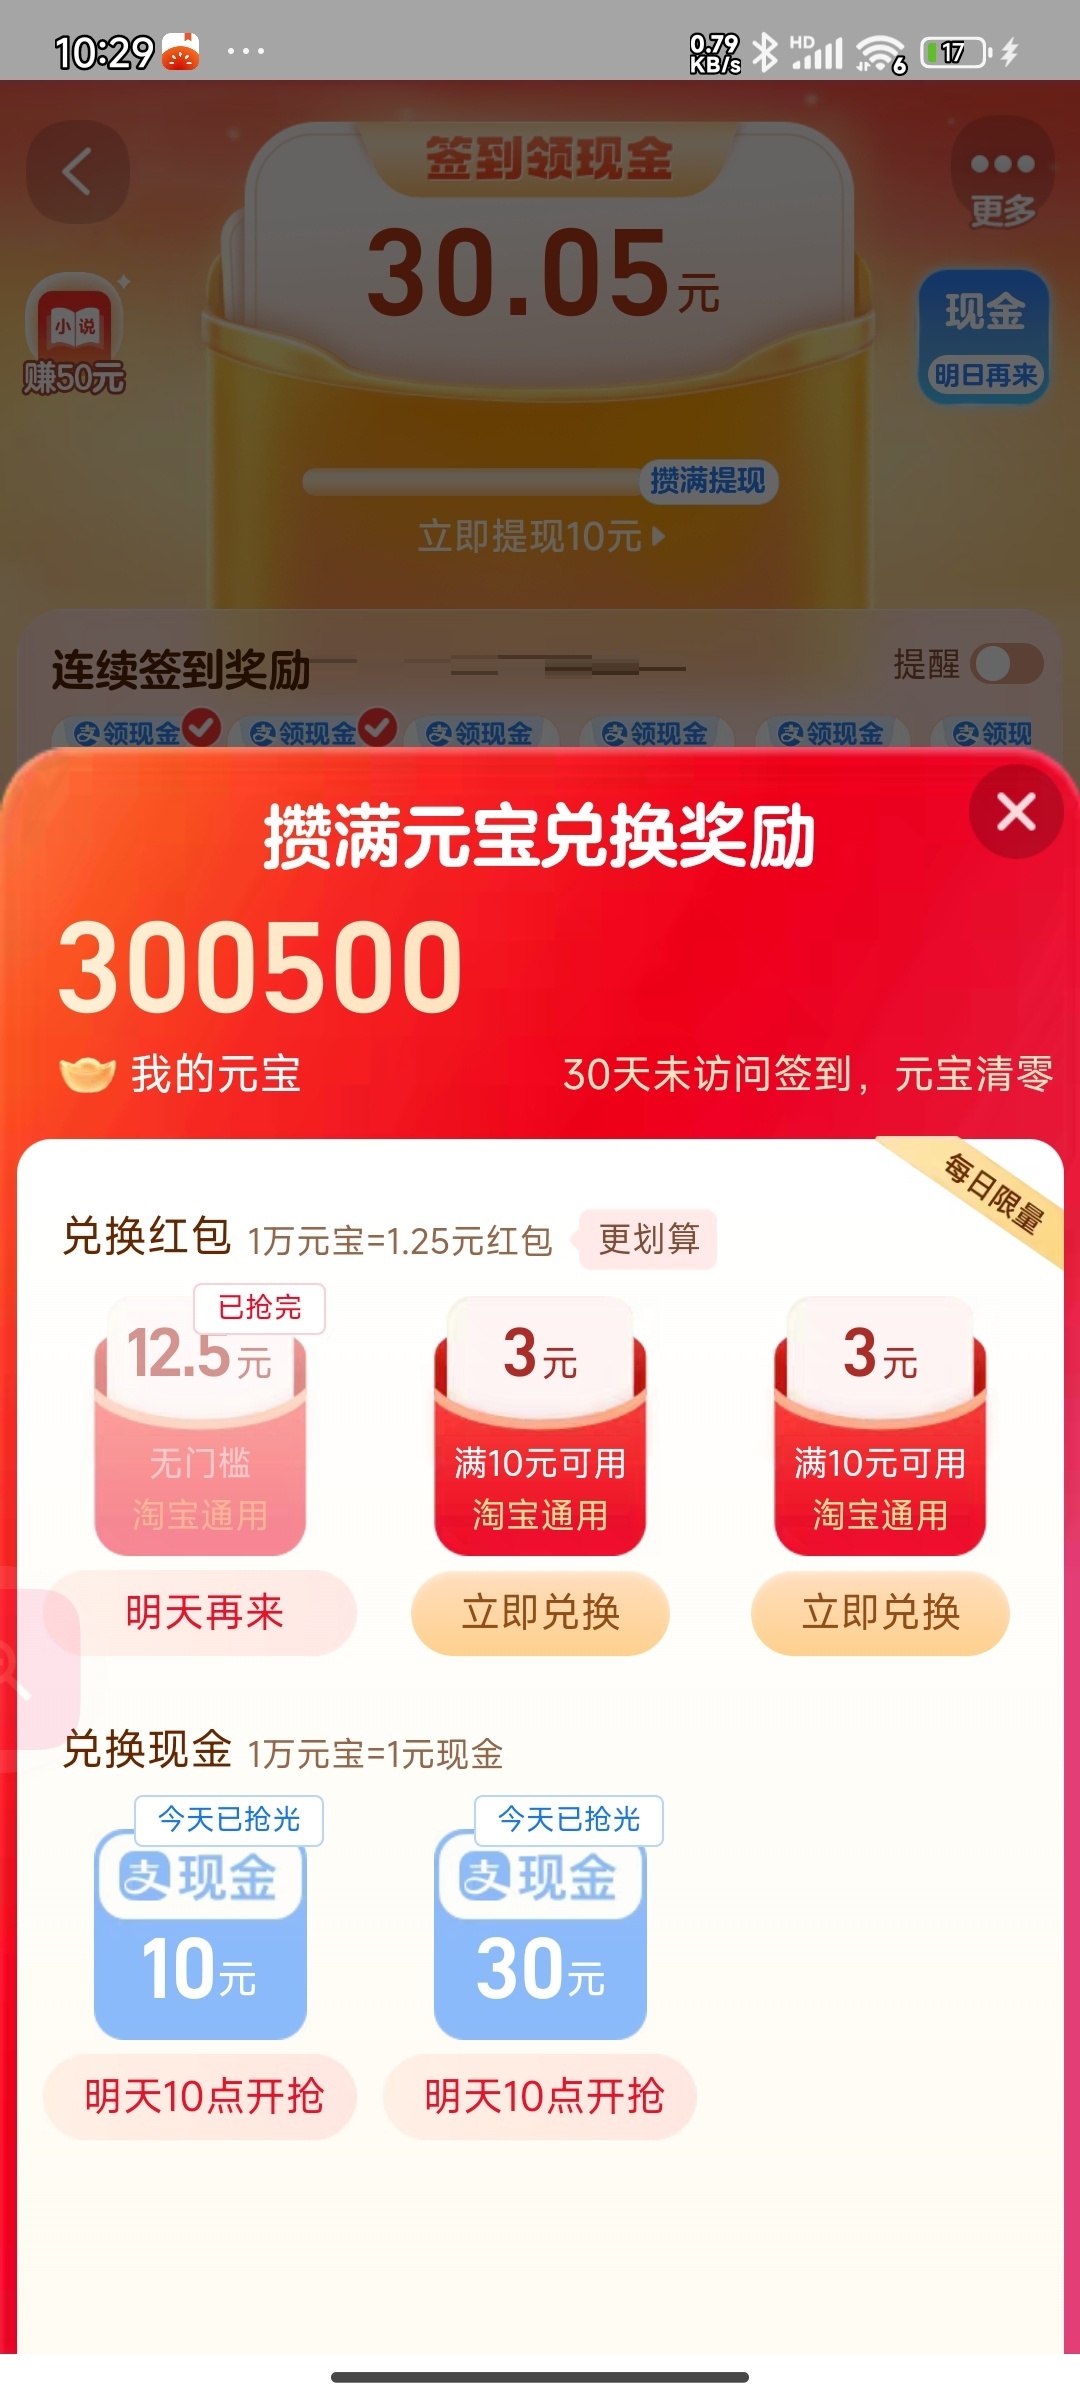 10:29
0.79
KB/s
HD
6
17
签到领现金
30.05元
更多
小说
赚50元
现金
明日再来
攒满提现
立即提现10元
连续签到奖励
提醒
领现金 领现金 领现金 领现金 领现金 领现
攒满元宝兑换奖励
300500
我的元宝
30天未访问签到，元宝清零
每日限量
兑换红包 1万元宝=1.25元红包 更划算
已抢完
12.5元 3元 3元
无门槛 满10元可用 满10元可用
淘宝通用 淘宝通用 淘宝通用
明天再来 立即兑换 立即兑换
兑换现金 1万元宝=1元现金
今天已抢光 今天已抢光
支现金 支现金
10元 30元
明天10点开抢 明天10点开抢